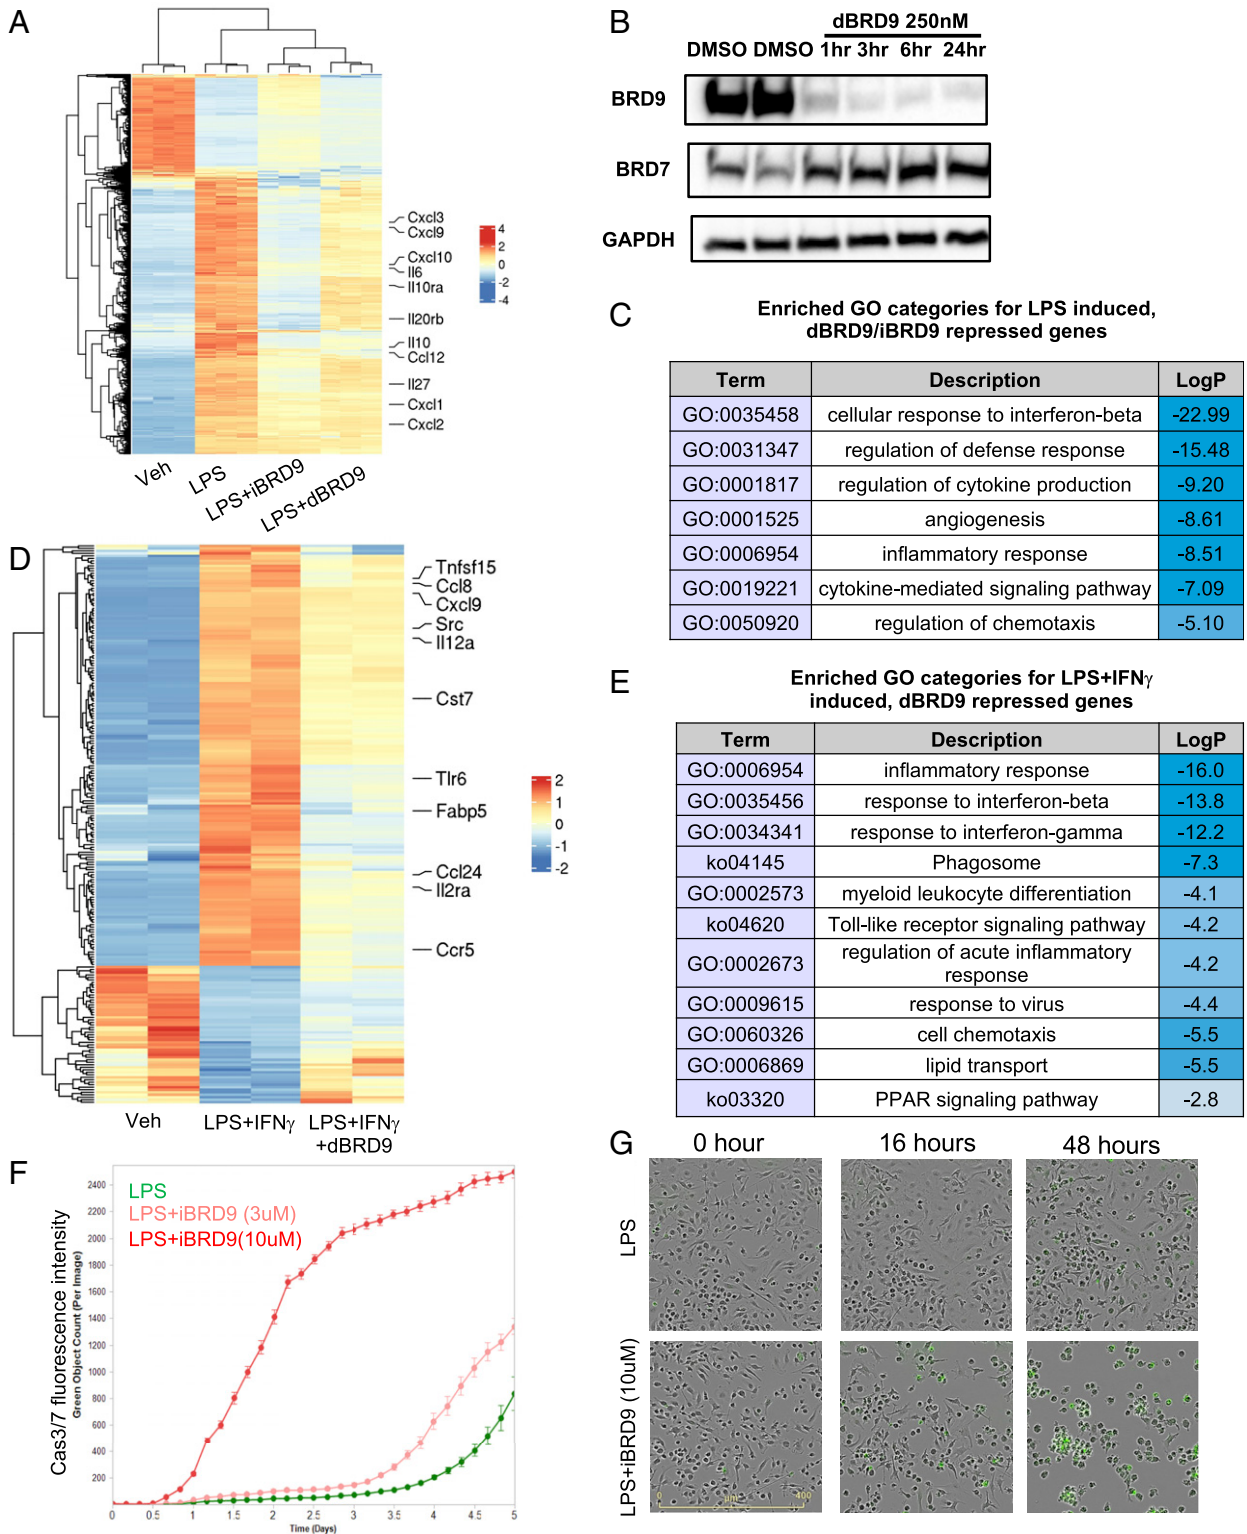 A
Cxcl3
Cxcl9
Cxcl10
Il6
Il10ra
Il20rb
Il10
Ccl12
Il27
Cxcl1
Cxcl2
4
2
0
-2
-4
Veh
LPS
LPS+iBRD9
LPS+dBRD9
B
dBRD9 250nM
DMSO DMSO 1hr 3hr 6hr 24hr
BRD9
BRD7
GAPDH
C
Enriched GO categories for LPS induced,
dBRD9/iBRD9 repressed genes
Term Description LogP
GO:0035458 cellular response to interferon-beta -22.99
GO:0031347 regulation of defense response -15.48
GO:0001817 regulation of cytokine production -9.20
GO:0001525 angiogenesis -8.61
GO:0006954 inflammatory response -8.51
GO:0019221 cytokine-mediated signaling pathway -7.09
GO:0050920 regulation of chemotaxis -5.10
D
Tnfsf15
Ccl8
Cxcl9
Src
Il12a
Cst7
Tlr6
Fabp5
Ccl24
Il2ra
Ccr5
2
1
0
-1
-2
Veh LPS+IFNγ LPS+IFNγ
+dBRD9
E
Enriched GO categories for LPS+IFNγ
induced, dBRD9 repressed genes
Term Description LogP
GO:0006954 inflammatory response -16.0
GO:0035456 response to interferon-beta -13.8
GO:0034341 response to interferon-gamma -12.2
ko04145 Phagosome -7.3
GO:0002573 myeloid leukocyte differentiation -4.1
ko04620 Toll-like receptor signaling pathway -4.2
GO:0002673 regulation of acute inflammatory response -4.2
GO:0009615 response to virus -4.4
GO:0060326 cell chemotaxis -5.5
GO:0006869 lipid transport -5.5
ko03320 PPAR signaling pathway -2.8
F
LPS
LPS+iBRD9 (3uM)
LPS+iBRD9(10uM)
Cas3/7 fluorescence intensity
Green Object Count (Per Image)
2400
2200
2000
1800
1600
1400
1200
1000
800
600
400
200
0 0.5 1 1.5 2 2.5 3 3.5 4 4.5 5
Time (Days)
G
0 hour 16 hours 48 hours
LPS
LPS+iBRD9 (10uM)
0 μm 400